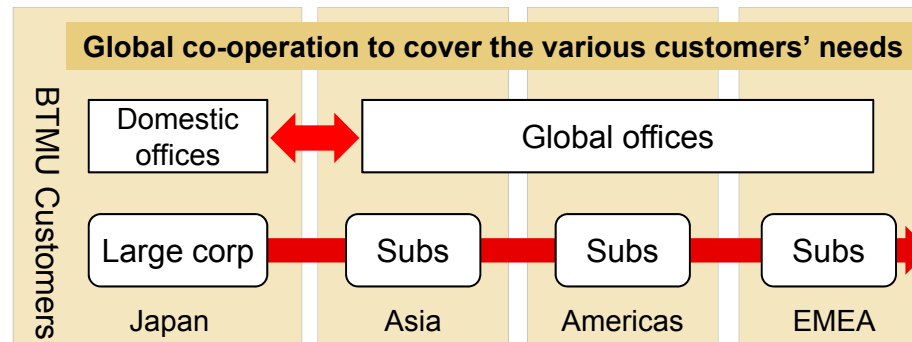 Global co-operation to cover the various customers’ needs
BTMU Customers
Domestic
offices
Global offices
Large corp
Subs
Subs
Subs
Japan
Asia
Americas
EMEA